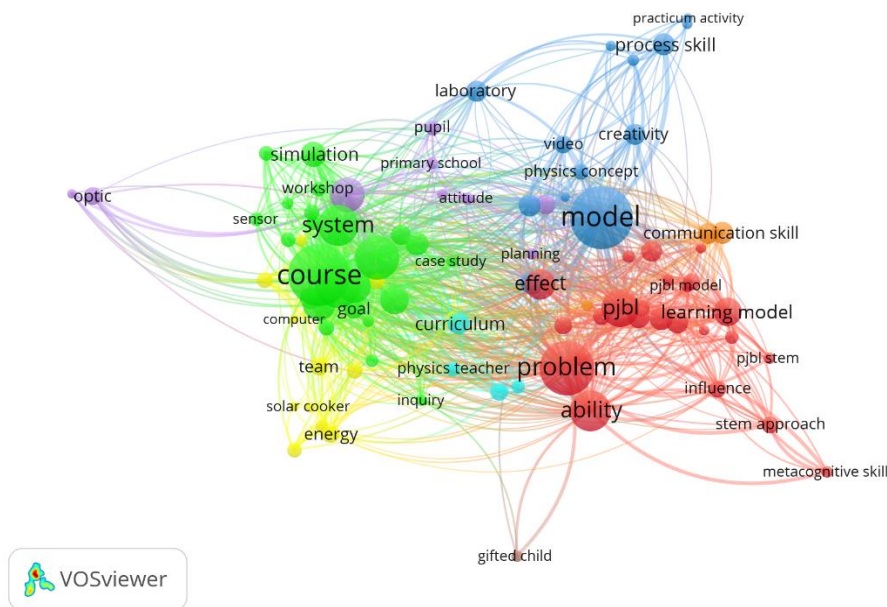 practicum activity
process skill
laboratory
creativity
pupil
video
simulation
primary school
physics concept
workshop
optic
attitude
sensor
model
system
communication skill
planning
case study
course
effect
pjbl model
goal
pjbl
learning model
computer
curriculum
pjbl stem
team
physics teacher
problem
influence
inquiry
solar cooker
ability
stem approach
energy
metacognitive skill
gifted child
VOSviewer